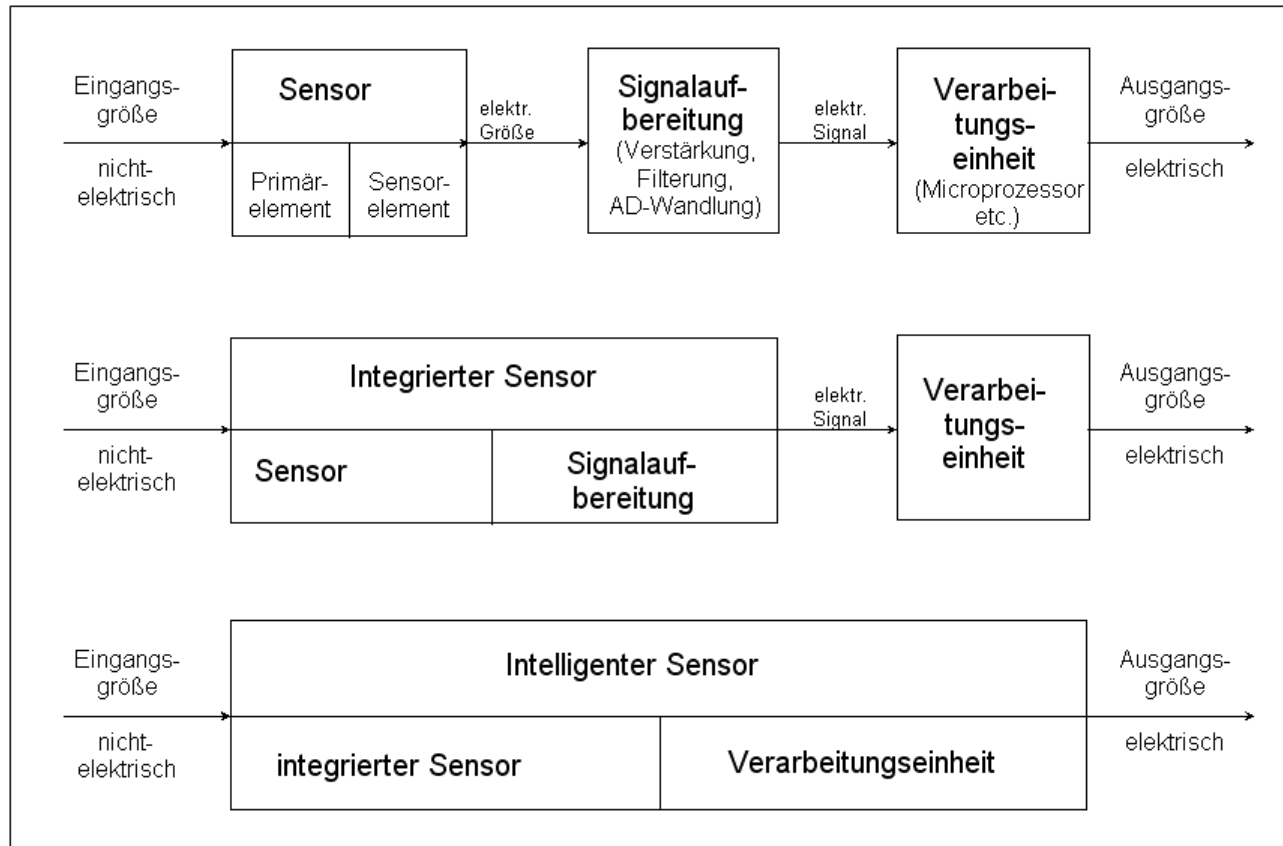 Eingangs-
größe
nicht-
elektrisch
Sensor
Primär-
element
Sensor-
element
elektr.
Größe
Signalauf-
bereitung
(Verstärkung,
Filterung,
AD-Wandlung)
elektr.
Signal
Verarbei-
tungs-
einheit
(Microprozessor
etc.)
Ausgangs-
größe
elektrisch
Eingangs-
größe
nicht-
elektrisch
Integrierter Sensor
Sensor
Signalauf-
bereitung
elektr.
Signal
Verarbei-
tungs-
einheit
Ausgangs-
größe
elektrisch
Eingangs-
größe
nicht-
elektrisch
Intelligenter Sensor
integrierter Sensor
Verarbeitungseinheit
Ausgangs-
größe
elektrisch